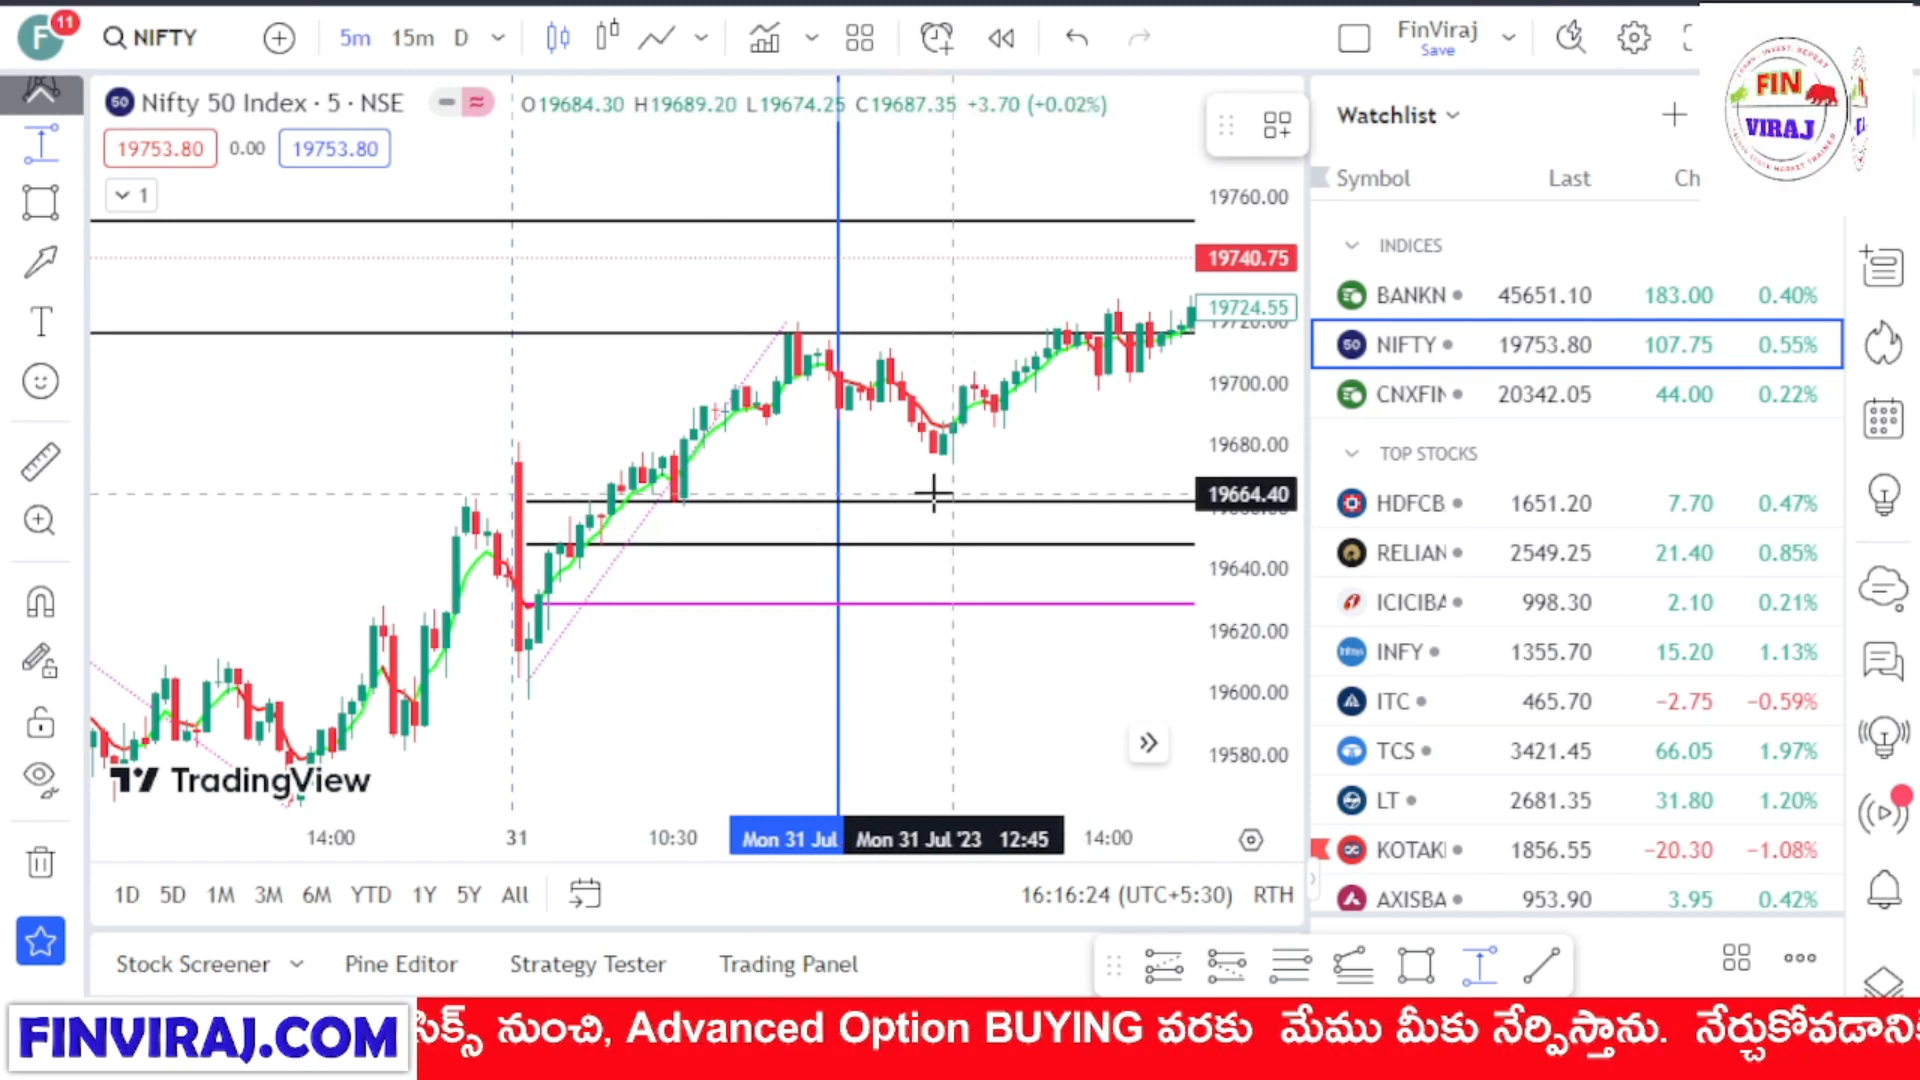 F
11
NIFTY
5m 15m D
FinViraj
Save
FIN
VIRAJ
50 Nifty 50 Index · 5 · NSE
O19684.30 H19689.20 L19674.25 C19687.35 +3.70 (+0.02%)
19753.80 0.00 19753.80
1
19760.00
19740.75
19724.55
19700.00
19680.00
19664.40
19640.00
19620.00
19600.00
19580.00
TradingView
14:00 31 10:30 Mon 31 Jul Mon 31 Jul '23 12:45 14:00
1D 5D 1M 3M 6M YTD 1Y 5Y All
16:16:24 (UTC+5:30) RTH
Stock Screener Pine Editor Strategy Tester Trading Panel
Watchlist
Symbol Last Ch
INDICES
BANKN 45651.10 183.00 0.40%
50 NIFTY 19753.80 107.75 0.55%
CNXFIN 20342.05 44.00 0.22%
TOP STOCKS
HDFCB 1651.20 7.70 0.47%
RELIAN 2549.25 21.40 0.85%
ICICIBA 998.30 2.10 0.21%
INFY 1355.70 15.20 1.13%
ITC 465.70 −2.75 −0.59%
TCS 3421.45 66.05 1.97%
LT 2681.35 31.80 1.20%
KOTAK 1856.55 −20.30 −1.08%
AXISBA 953.90 3.95 0.42%
FINVIRAJ.COM
సిక్స్ నుంచి, Advanced Option BUYING వరకు మేము మీకు నేర్పిస్తాను. నేర్చుకోవడానికి